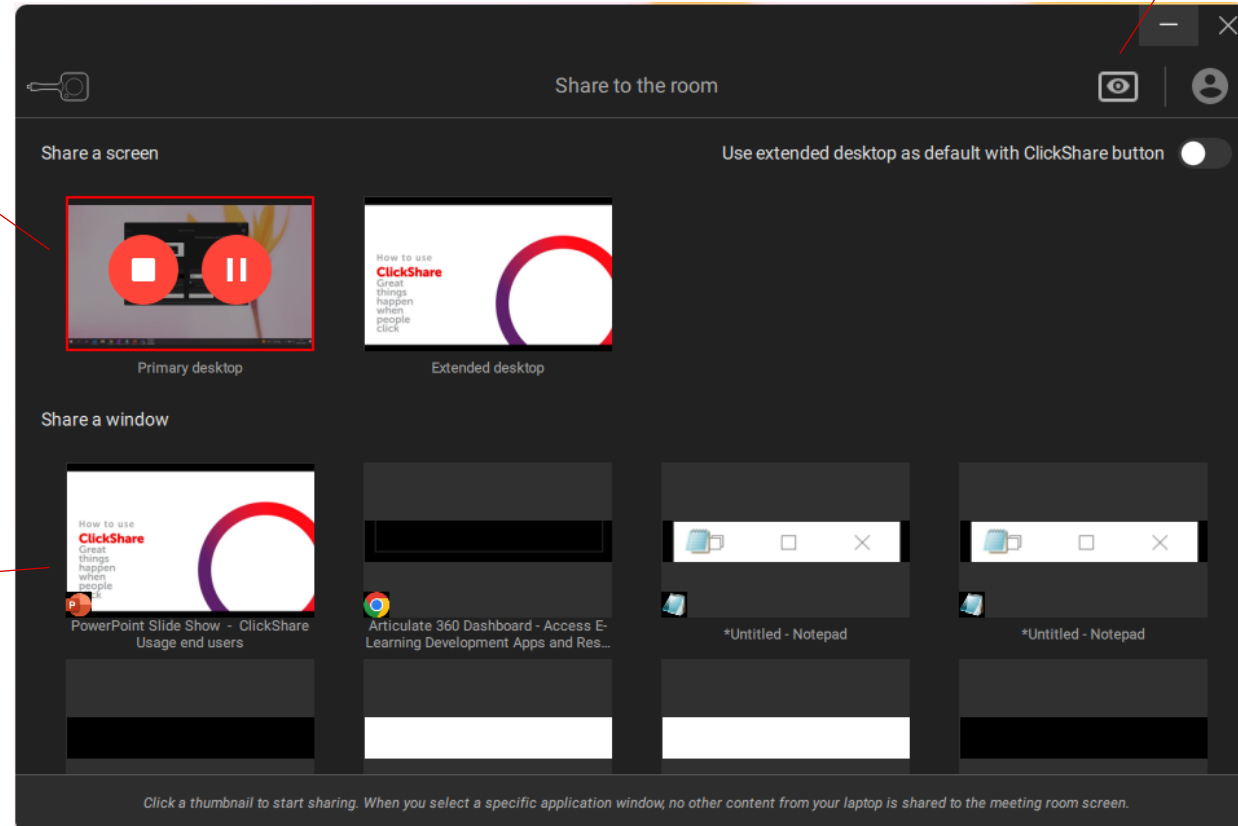 Share to the room
Share a screen
Use extended desktop as default with ClickShare button
How to use
ClickShare
Great
things
happen
when
people
click
Primary desktop
Extended desktop
Share a window
How to use
ClickShare
Great
things
happen
when
people
P
PowerPoint Slide Show - ClickShare
Usage end users
Articulate 360 Dashboard - Access E-
Learning Development Apps and Res...
*Untitled - Notepad
*Untitled - Notepad
Click a thumbnail to start sharing. When you select a specific application window, no other content from your laptop is shared to the meeting room screen.